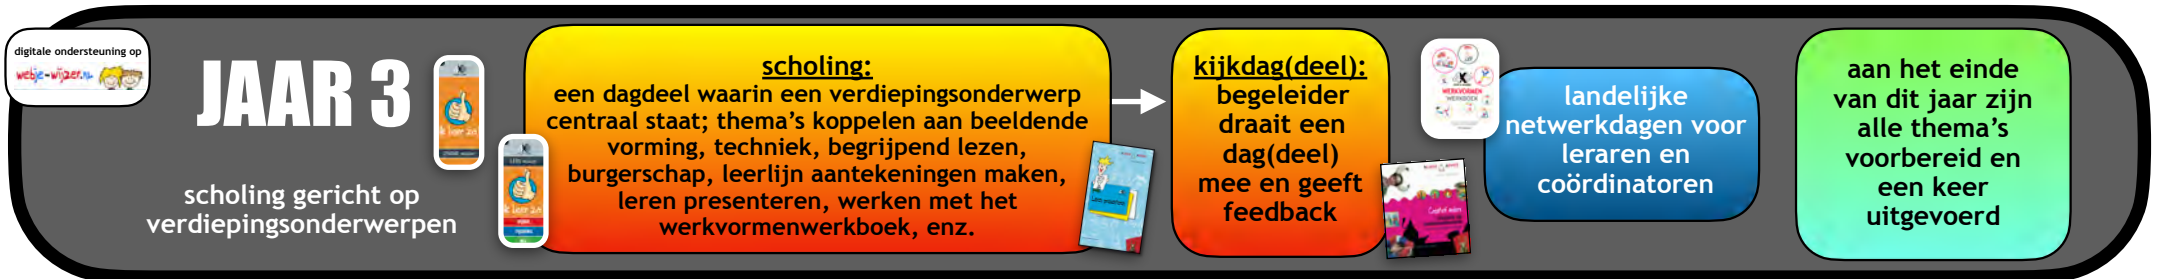 digitale ondersteuning op
webje-wijzer.nl
JAAR 3
scholing gericht op
verdiepingsonderwerpen
scholing:
een dagdeel waarin een verdiepingsonderwerp
centraal staat; thema's koppelen aan beeldende
vorming, techniek, begrijpend lezen,
burgerschap, leerlijn aantekeningen maken,
leren presenteren, werken met het
werkvormenwerkboek, enz.
kijkdag(deel):
begeleider
draait een
dag(deel)
mee en geeft
feedback
WERKVORMEN
WERKBOEK
landelijke
netwerkdagen voor
leraren en
coördinatoren
aan het einde
van dit jaar zijn
alle thema's
voorbereid en
een keer
uitgevoerd